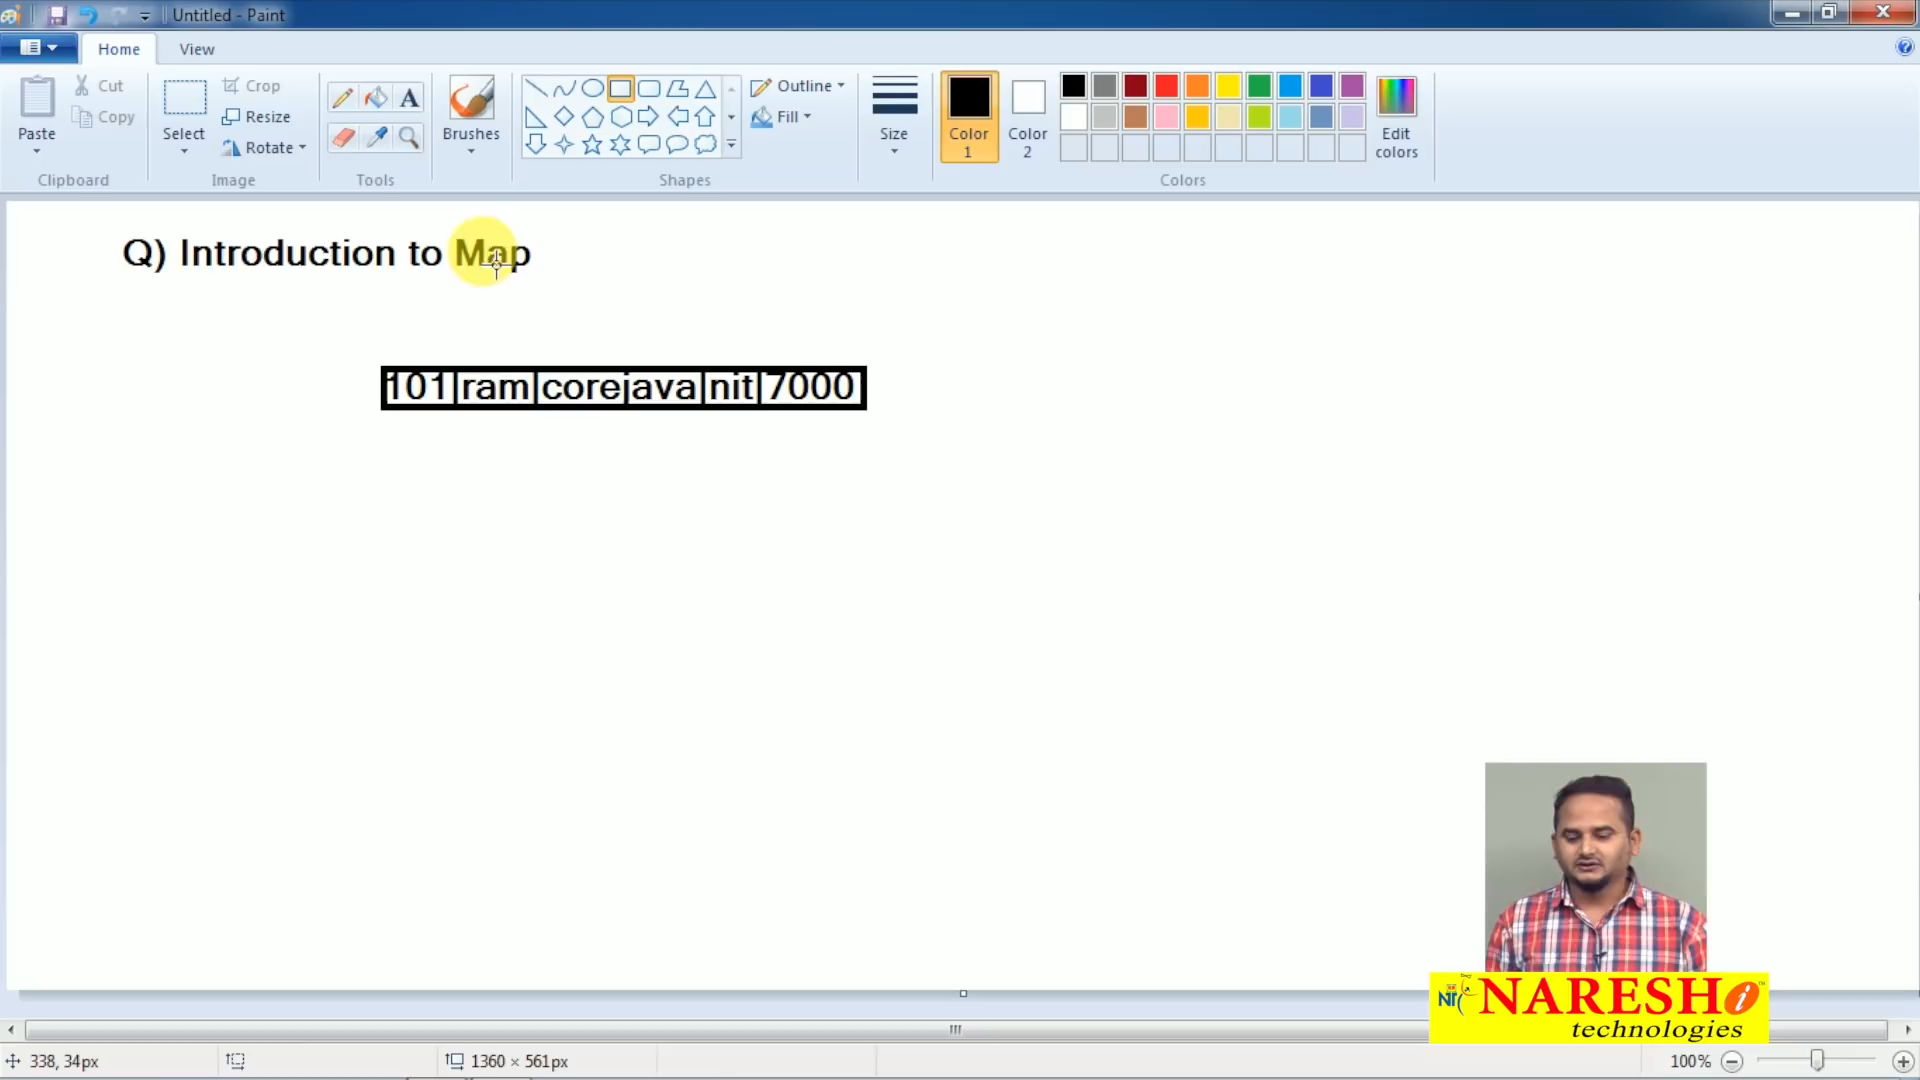 Untitled - Paint
Home
View
Paste
Cut
Copy
Clipboard
Select
Crop
Resize
Rotate
Image
Tools
Brushes
Shapes
Outline
Fill
Size
Color
1
Color
2
Edit
colors
Colors
Q) Introduction to Map
101|ram|corejava|nit|7000
NARESH i
technologies
338, 34px
1360 × 561px
100%